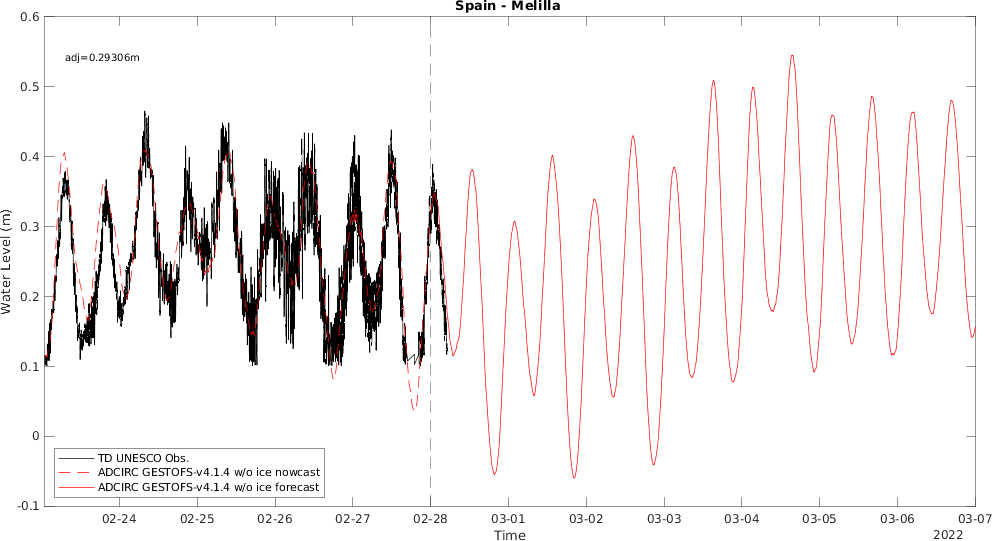 Spain - Melilla
adj=0.29306m
0.6
0.5
0.4
0.3
0.2
0.1
0
-0.1
Water Level (m)
TD UNESCO Obs.
ADCIRC GESTOFS-v4.1.4 w/o ice nowcast
ADCIRC GESTOFS-v4.1.4 w/o ice forecast
02-24 02-25 02-26 02-27 02-28 03-01 03-02 03-03 03-04 03-05 03-06 03-07
Time
2022